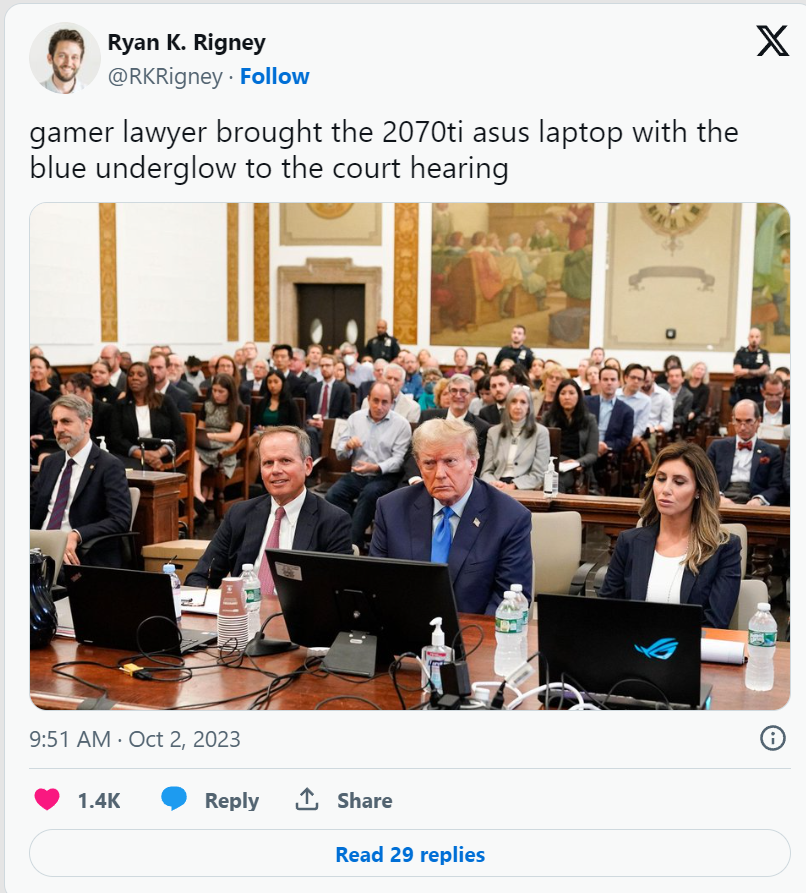 Ryan K. Rigney
@RKRigney · Follow
gamer lawyer brought the 2070ti asus laptop with the
blue underglow to the court hearing
9:51 AM · Oct 2, 2023
1.4K Reply Share
Read 29 replies